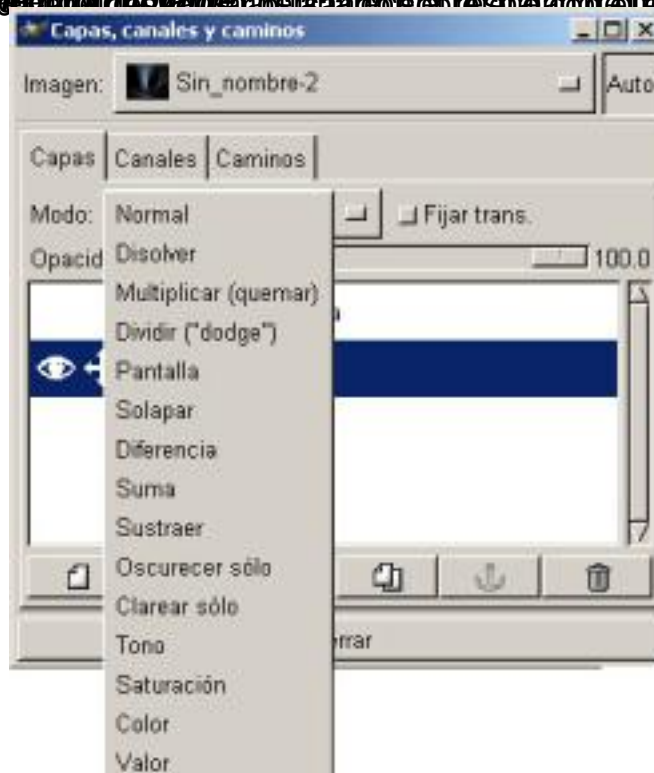 Capas, canales y caminos
Imagen: Sin_nombre-2 Auto
Capas Canales Caminos
Modo: Normal Fijar trans.
Opacid Disolver 100.0
Multiplicar (quemar)
Dividir ("dodge")
Pantalla
Solapar
Diferencia
Suma
Sustraer
Oscurecer sólo
Clarear sólo
Tono rrar
Saturación
Color
Valor